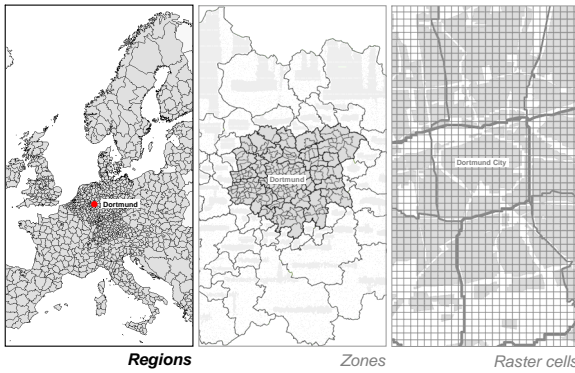 Dortmund
Dortmund
Dortmund City
Regions
Zones
Raster cells